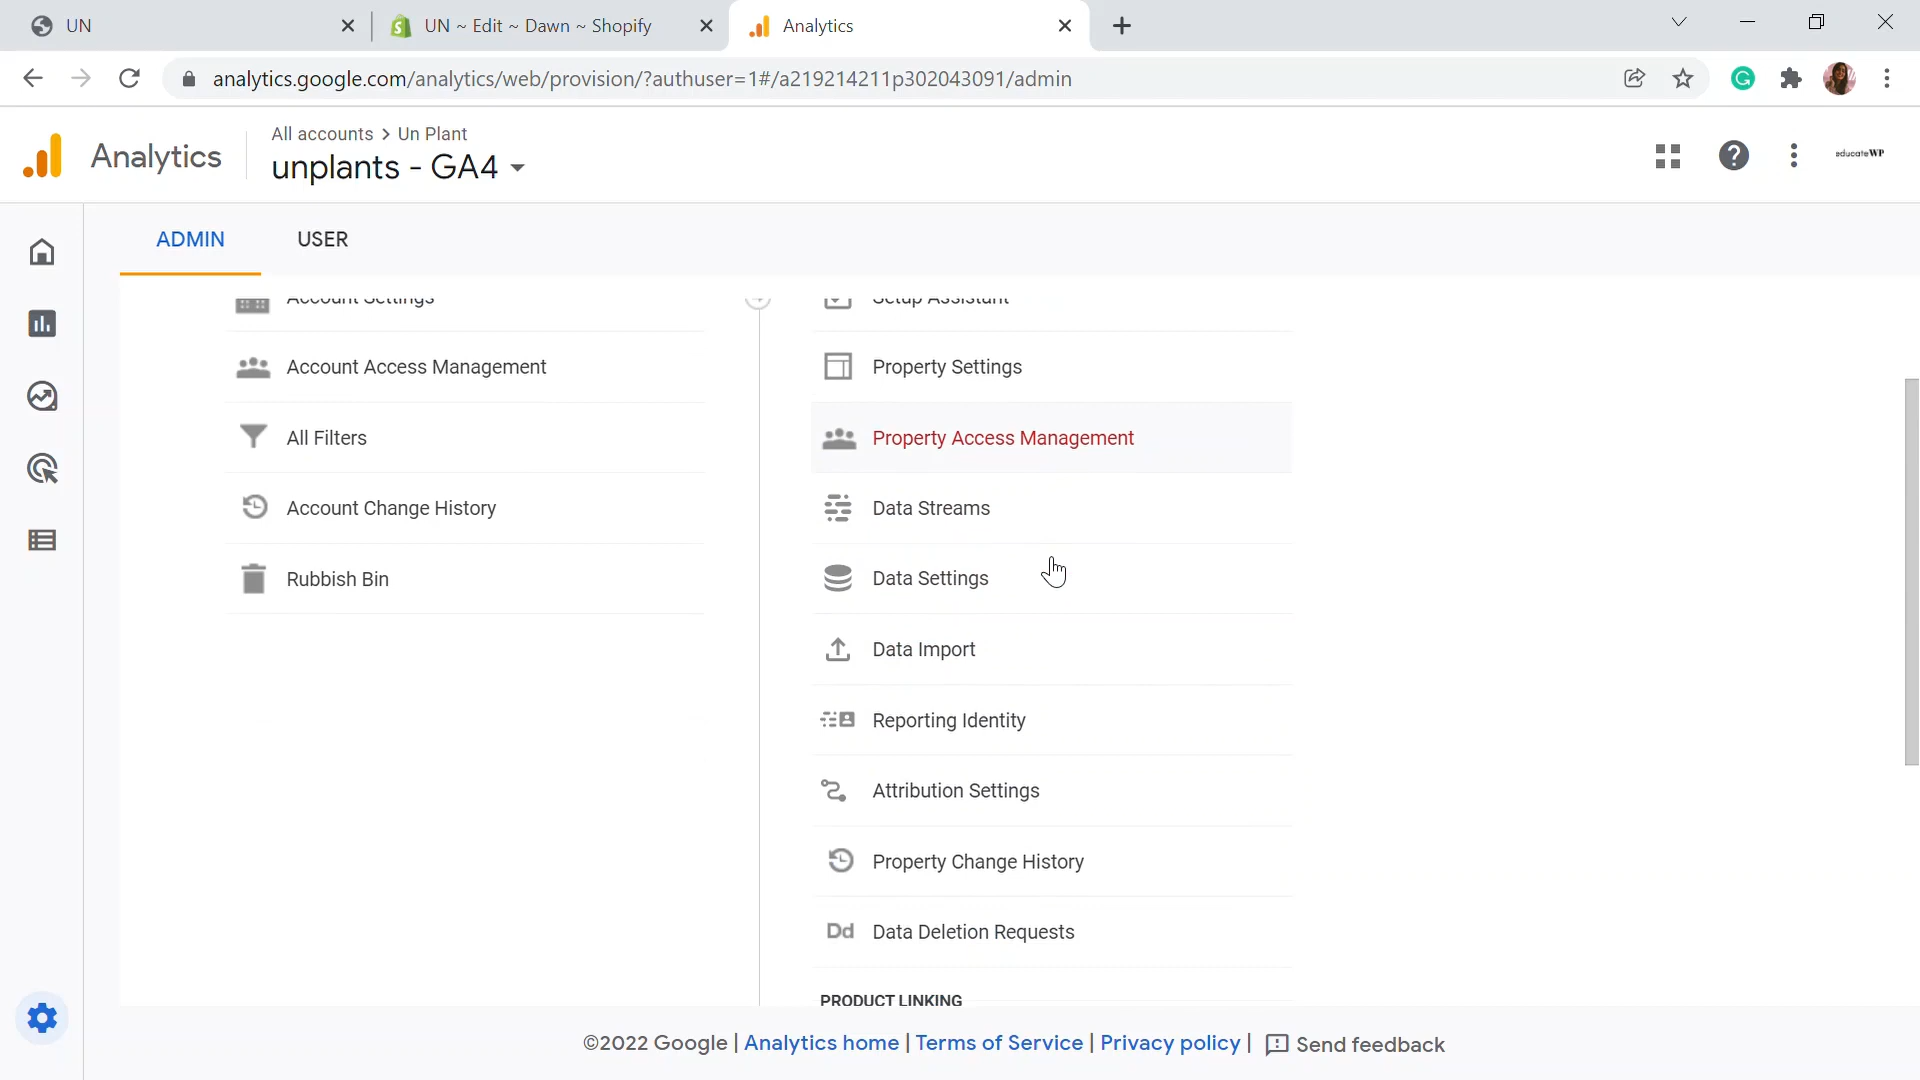 UN
UN ~ Edit ~ Dawn ~ Shopify
Analytics
analytics.google.com/analytics/web/provision/?authuser=1#/a219214211p302043091/admin
Analytics
All accounts > Un Plant
unplants - GA4
educateWP
ADMIN
USER
Account Settings
Account Access Management
All Filters
Account Change History
Rubbish Bin
Setup Assistant
Property Settings
Property Access Management
Data Streams
Data Settings
Data Import
Reporting Identity
Attribution Settings
Property Change History
Dd Data Deletion Requests
PRODUCT LINKING
©2022 Google | Analytics home | Terms of Service | Privacy policy | Send feedback